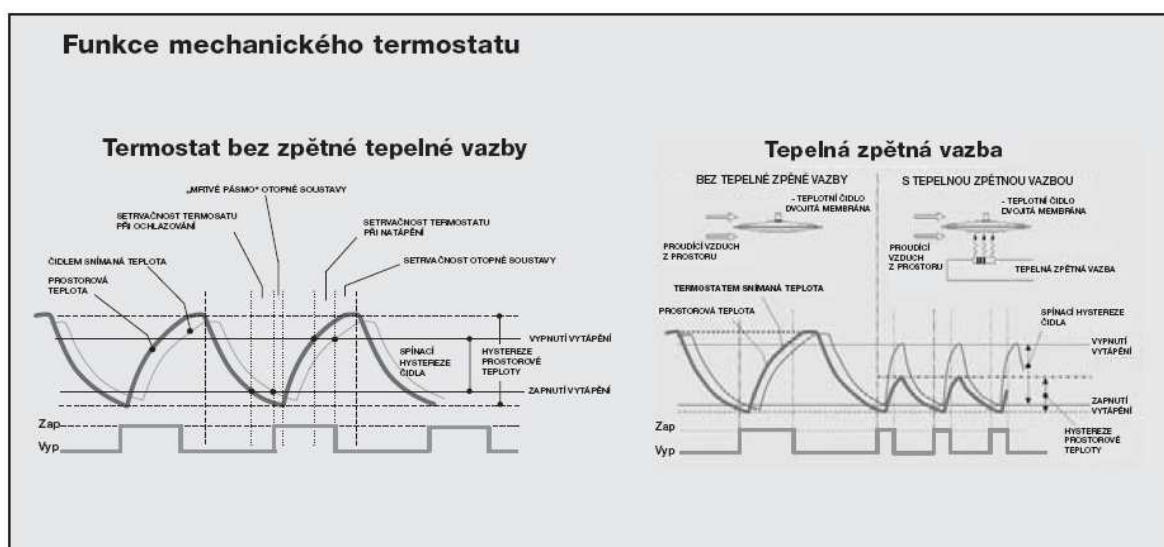 Funkce mechanického termostatu
Termostat bez zpětné tepelné vazby
„MRTVÉ PÁSMO" OTOPNÉ SOUSTAVY
SETRVAČNOST TERMOSATU
PŘI OCHLAZOVÁNÍ
SETRVAČNOST TERMOSTATU
PŘI NATÁPĚNÍ
ČIDLEM SNÍMANÁ TEPLOTA
SETRVAČNOST OTOPNÉ SOUSTAVY
PROSTOROVÁ
TEPLOTA
VYPNUTÍ VYTÁPĚNÍ
SPÍNACÍ
HYSTEREZE
ČIDLA
HYSTEREZE
PROSTOROVÉ
TEPLOTY
ZAPNUTÍ VYTÁPĚNÍ
Zap
Vyp
Tepelná zpětná vazba
BEZ TEPELNÉ ZPĚNÉ VAZBY
S TEPELNOU ZPĚTNOU VAZBOU
- TEPLOTNÍ ČIDLO
DVOJITÁ MEMBRÁNA
- TEPLOTNÍ ČIDLO
DVOJITÁ MEMBRÁNA
PROUDÍCÍ VZDUCH
Z PROSTORU
PROUDÍCÍ
VZDUCH
Z PROSTORU
TEPELNÁ ZPĚTNÁ VAZBA
TERMOSTATEM SNÍMANÁ TEPLOTA
PROSTOROVÁ TEPLOTA
SPÍNACÍ HYSTEREZE
ČIDLA
VYPNUTÍ
VYTÁPĚNÍ
ZAPNUTÍ
VYTÁPĚNÍ
HYSTEREZE
PROSTOROVÉ
TEPLOTY
Zap
Vyp